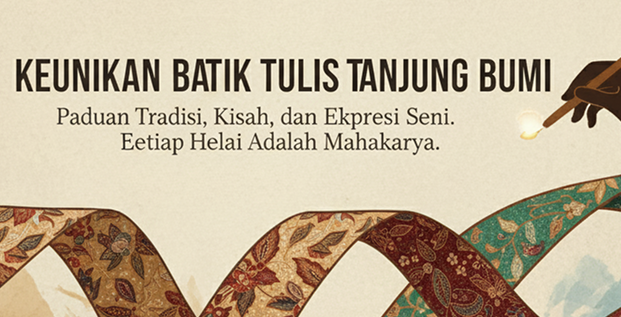 KEUNIKAN BATIK TULIS TANJUNG BUMI
Paduan Tradisi, Kisah, dan Ekpresi Seni.
Eetiap Helai Adalah Mahakarya.